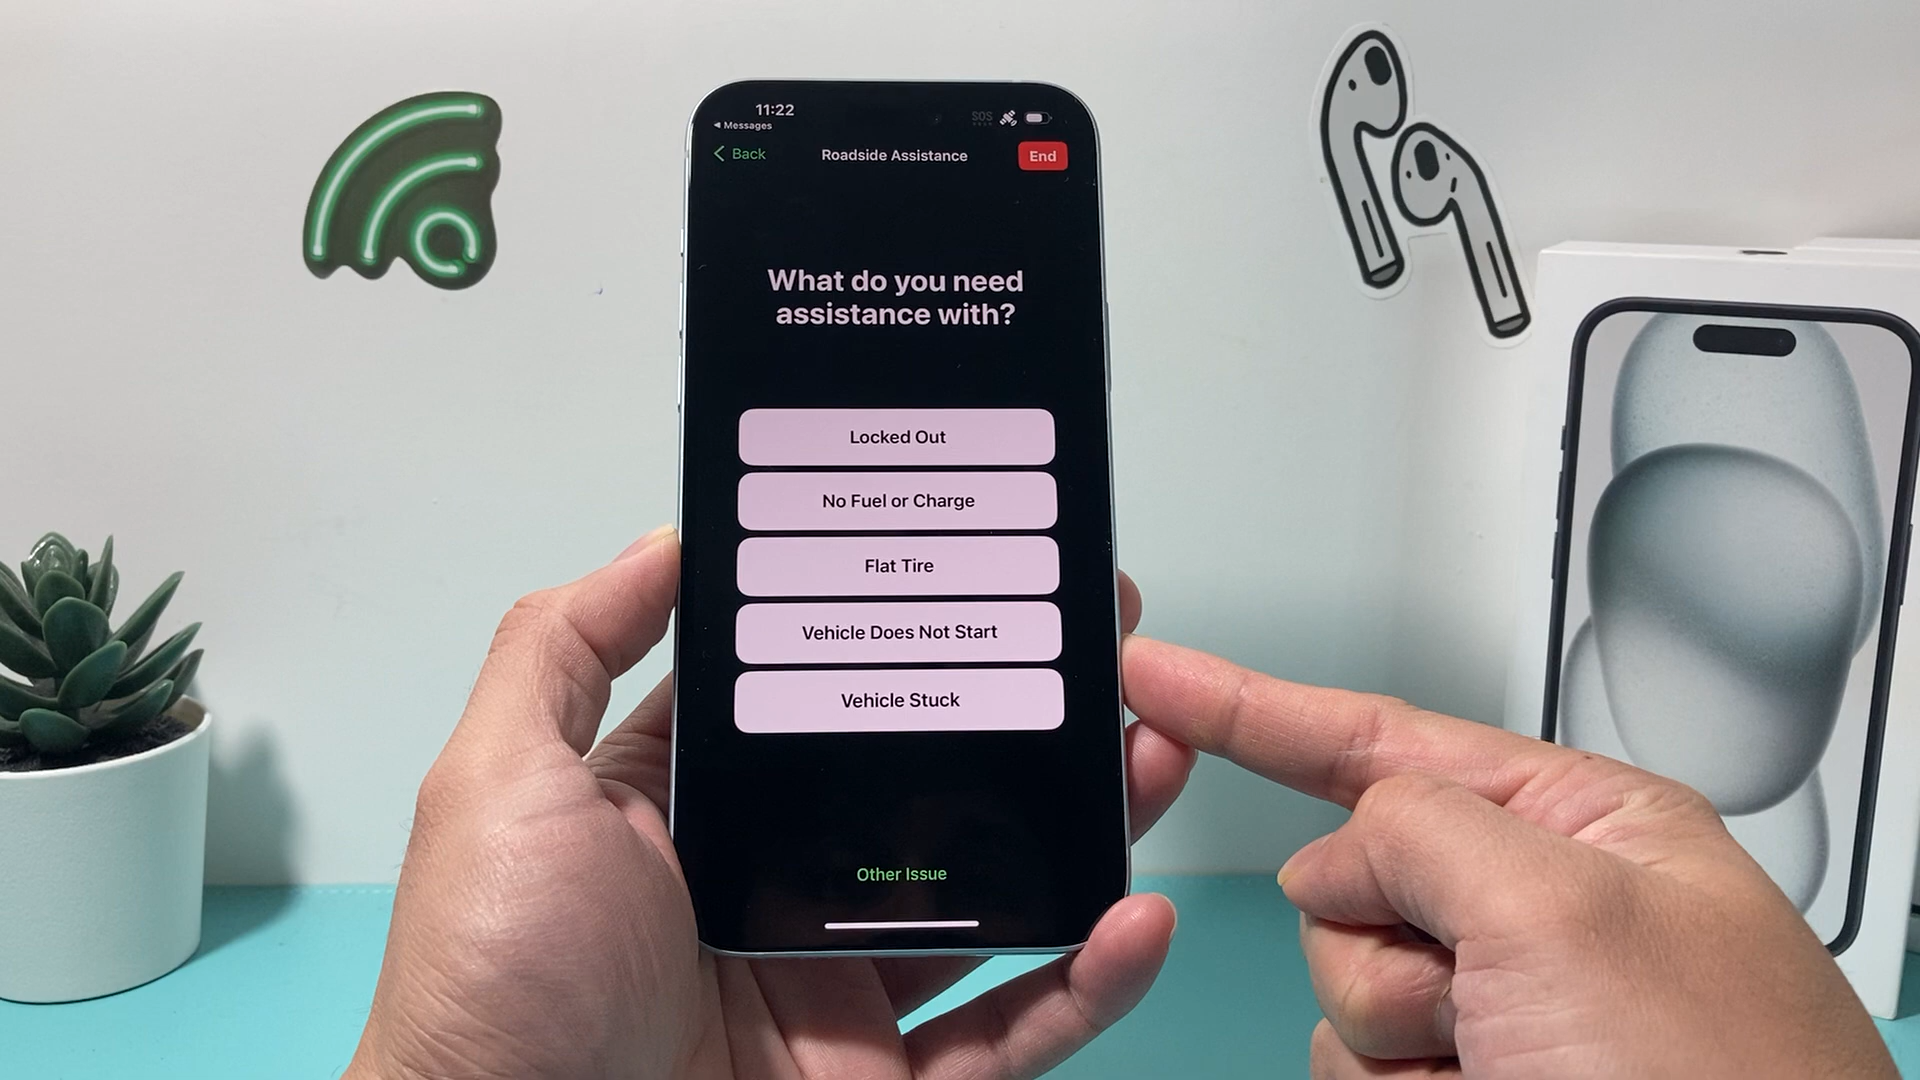 11:22
SOS
Messages
Back
Roadside Assistance
End
What do you need
assistance with?
Locked Out
No Fuel or Charge
Flat Tire
Vehicle Does Not Start
Vehicle Stuck
Other Issue